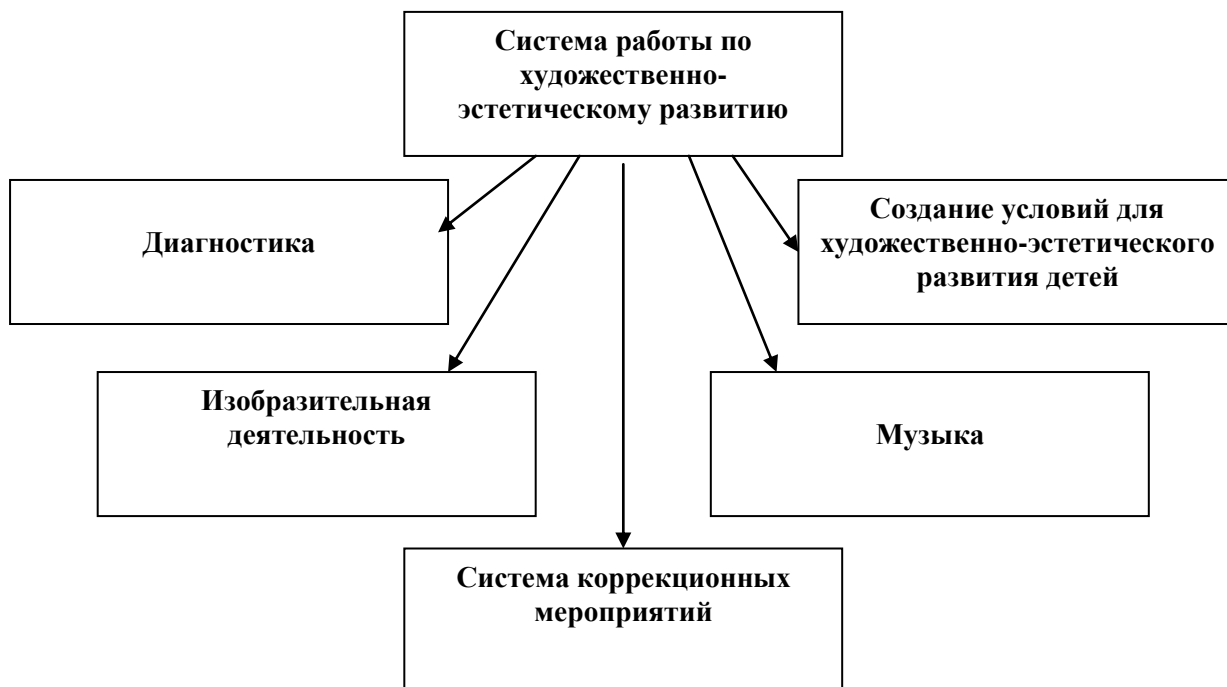 Система работы по
художественно-
эстетическому развитию
Диагностика
Создание условий для
художественно-эстетического
развития детей
Изобразительная
деятельность
Музыка
Система коррекционных
мероприятий